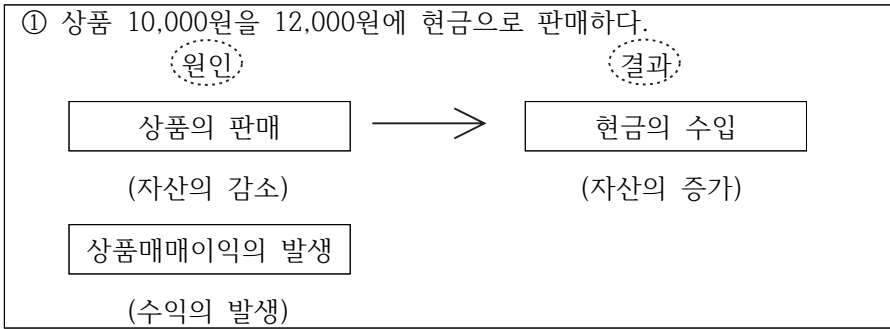 ① 상품 10,000원을 12,000원에 현금으로 판매하다.
원인 결과
상품의 판매 현금의 수입
(자산의 감소) (자산의 증가)
상품매매이익의 발생
(수익의 발생)